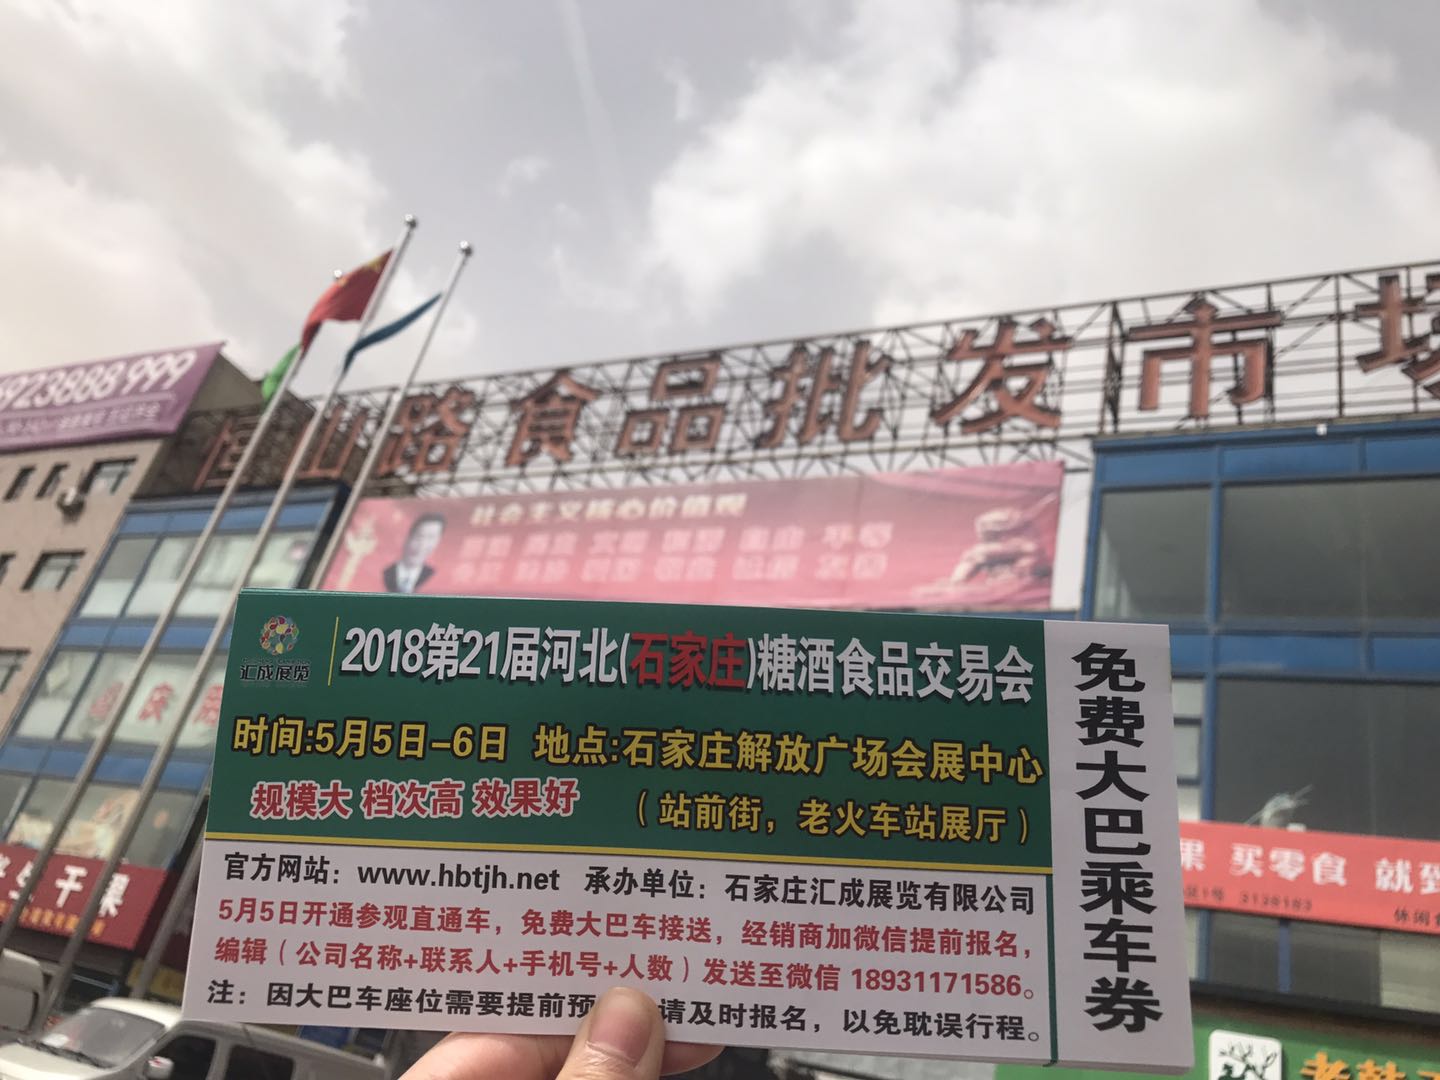 6923888999
恒山路食品批发市场
社会主义核心价值观
汇成展览
2018第21届河北(石家庄)糖酒食品交易会
时间:5月5日-6日 地点:石家庄解放广场会展中心
规模大 档次高 效果好 (站前街，老火车站展厅)
官方网站：www.hbtjh.net 承办单位：石家庄汇成展览有限公司
5月5日开通参观直通车，免费大巴车接送，经销商加微信提前报名，
编辑（公司名称+联系人+手机号+人数）发送至微信 18931171586。
注：因大巴车座位需要提前预 请及时报名，以免耽误行程。
免费大巴乘车券
干果
果 买零食 就到
休闲食